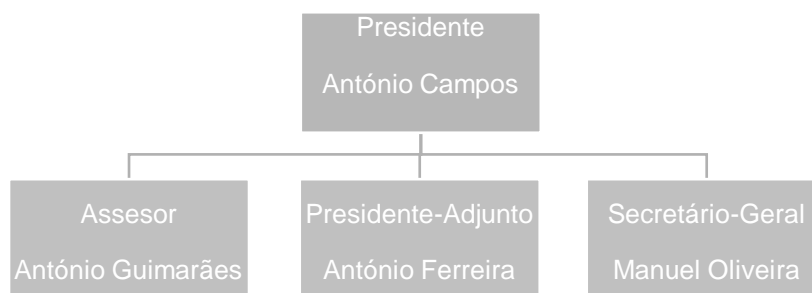 Presidente
António Campos
Assesor
António Guimarães
Presidente-Adjunto
António Ferreira
Secretário-Geral
Manuel Oliveira